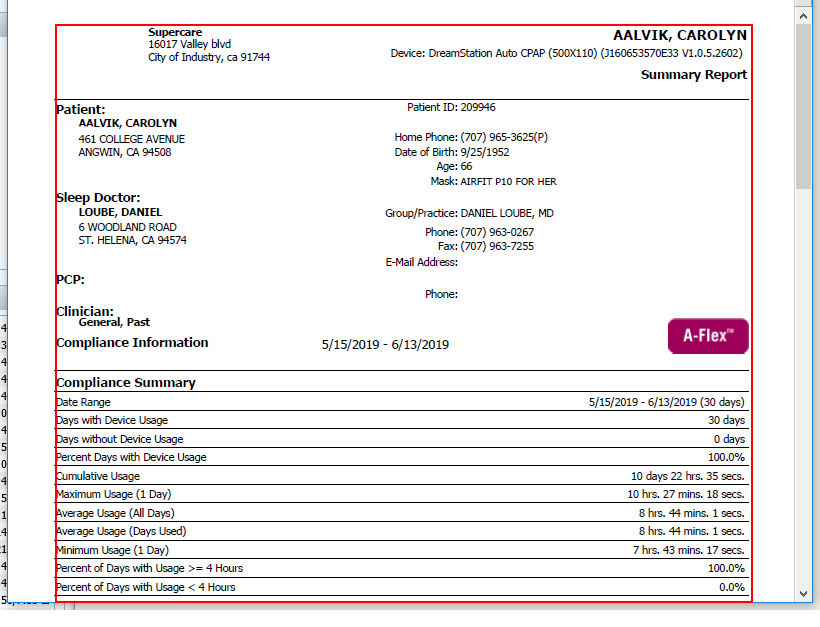 Supercare
16017 Valley blvd
City of Industry, ca 91744
AALVIK, CAROLYN
Device: DreamStation Auto CPAP (500X110) (J160653570E33 V1.0.5.2602)
Summary Report
Patient:
AALVIK, CAROLYN
461 COLLEGE AVENUE
ANGWIN, CA 94508
Patient ID: 209946
Home Phone: (707) 965-3625(P)
Date of Birth: 9/25/1952
Age: 66
Mask: AIRFIT P10 FOR HER
Sleep Doctor:
LOUBE, DANIEL
6 WOODLAND ROAD
ST. HELENA, CA 94574
Group/Practice: DANIEL LOUBE, MD
Phone: (707) 963-0267
Fax: (707) 963-7255
E-Mail Address:
PCP:
Phone:
Clinician:
General, Past
Compliance Information 5/15/2019 - 6/13/2019
A-Flex™
Compliance Summary
Date Range 5/15/2019 - 6/13/2019 (30 days)
Days with Device Usage 30 days
Days without Device Usage 0 days
Percent Days with Device Usage 100.0%
Cumulative Usage 10 days 22 hrs. 35 secs.
Maximum Usage (1 Day) 10 hrs. 27 mins. 18 secs.
Average Usage (All Days) 8 hrs. 44 mins. 1 secs.
Average Usage (Days Used) 8 hrs. 44 mins. 1 secs.
Minimum Usage (1 Day) 7 hrs. 43 mins. 17 secs.
Percent of Days with Usage >= 4 Hours 100.0%
Percent of Days with Usage < 4 Hours 0.0%